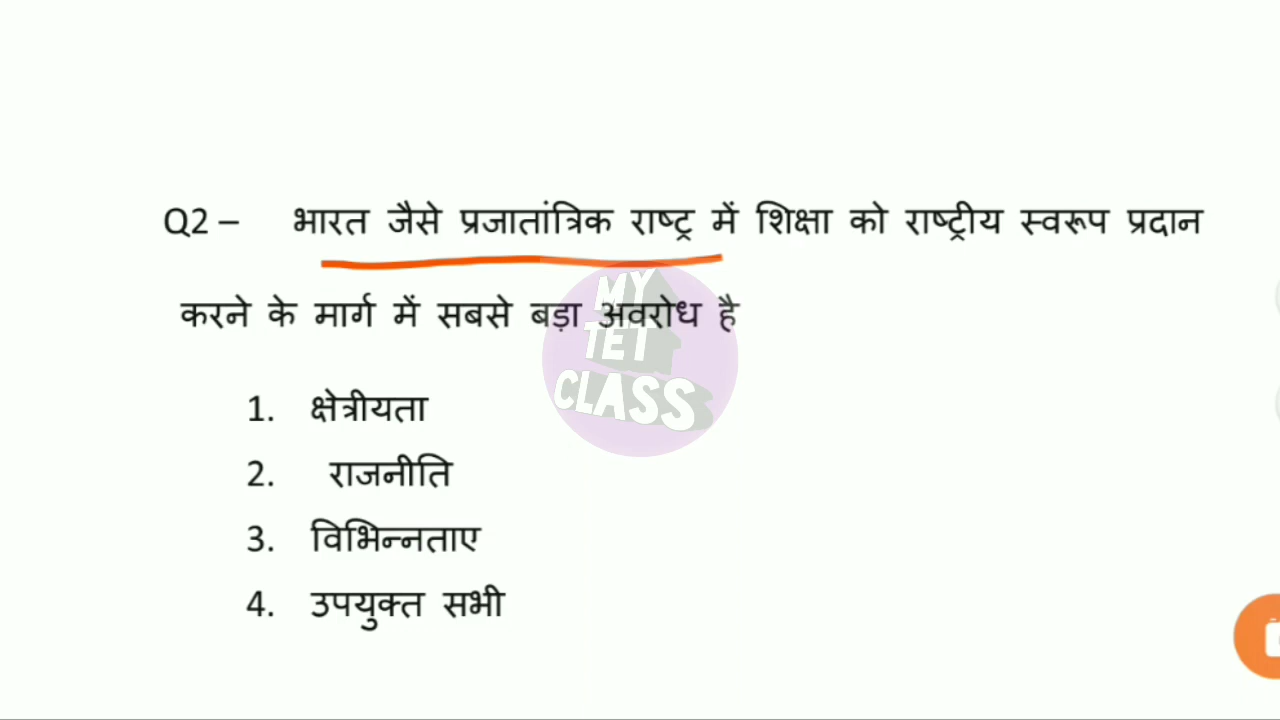 Q2 – भारत जैसे प्रजातांत्रिक राष्ट्र में शिक्षा को राष्ट्रीय स्वरूप प्रदान
करने के मार्ग में सबसे बड़ा अवरोध है
MY
TET
CLASS
1. क्षेत्रीयता
2. राजनीति
3. विभिन्नताए
4. उपयुक्त सभी